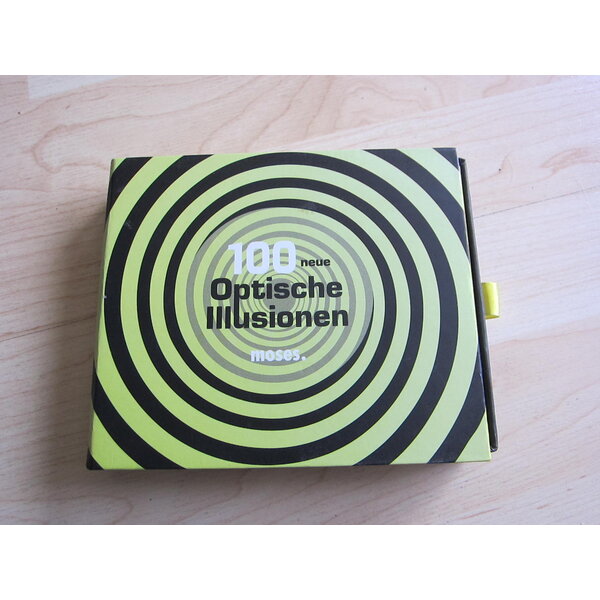 100 neue
Optische
Illusionen
moses.